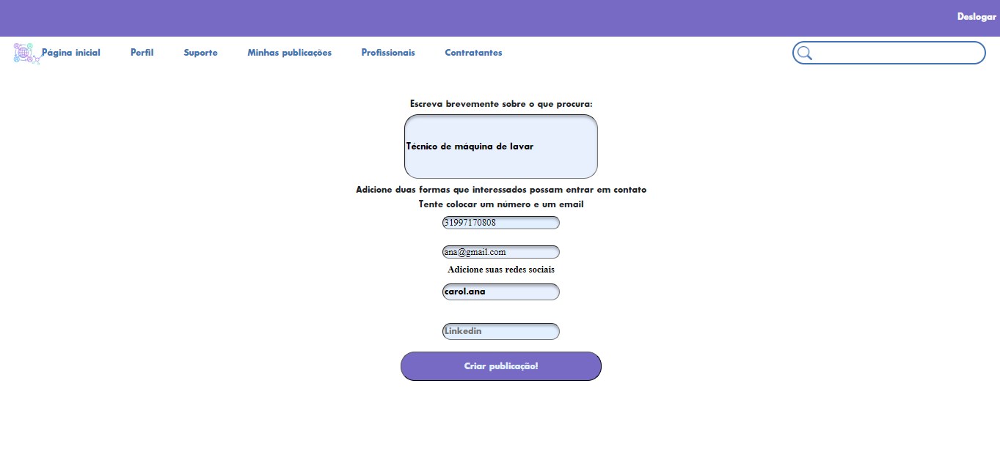 Deslogar
Página inicial Perfil Suporte Minhas publicações Profissionais Contratantes
Escreva brevemente sobre o que procura:
Técnico de máquina de lavar
Adicione duas formas que interessados possam entrar em contato
Tente colocar um número e um email
31997170808
ana@gmail.com
Adicione suas redes sociais
carol.ana
Linkedin
Criar publicação!